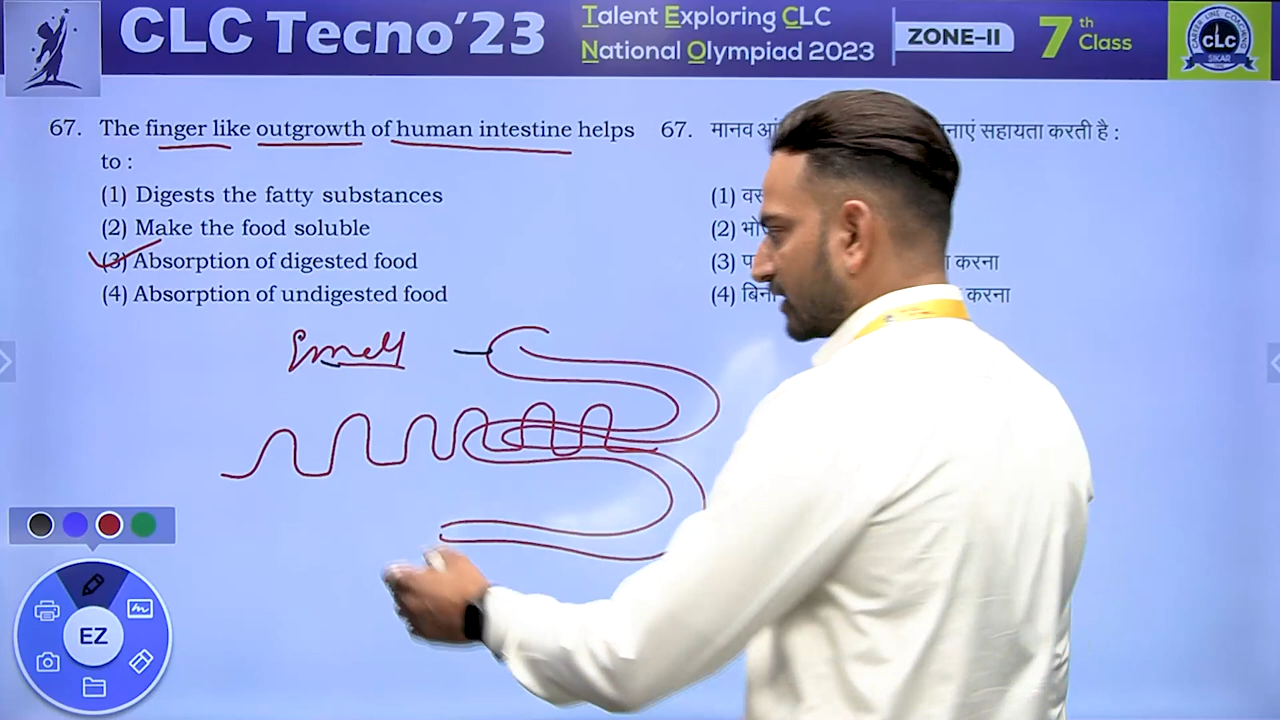 CLC Tecno'23
Talent Exploring CLC
National Olympiad 2023
ZONE-II
7th Class
CAREER LINE COACHING
CLC
SIKAR
67. The finger like outgrowth of human intestine helps to :
(1) Digests the fatty substances
(2) Make the food soluble
(3) Absorption of digested food
(4) Absorption of undigested food
67. मानव सहायता करती है :
(1)
(2)
(3) करना
(4) करना
Small
EZ